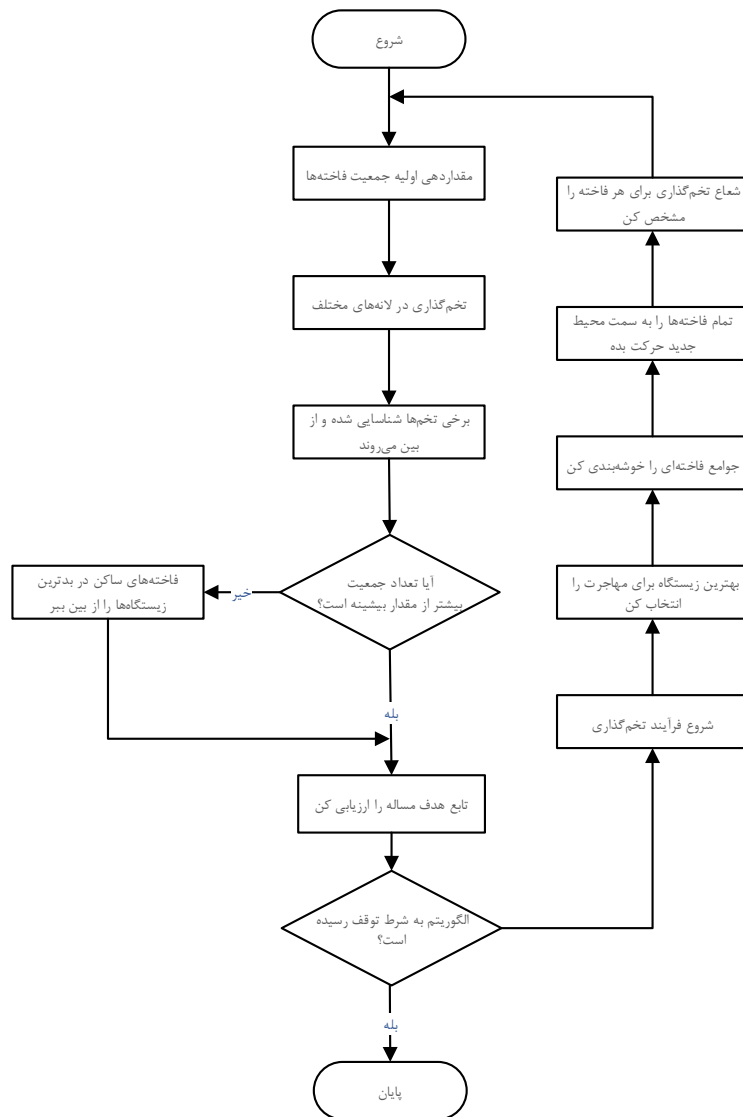 شروع
مقداردهی اولیه جمعیت فاخته‌ها
تخم‌گذاری در لانه‌های مختلف
برخی تخم‌ها شناسایی شده و از
بین می‌روند
آیا تعداد جمعیت
بیشتر از مقدار بیشینه است؟
خیر
فاخته‌های ساکن در بدترین
زیستگاه‌ها را از بین ببر
بله
تابع هدف مساله را ارزیابی کن
الگوریتم به شرط توقف رسیده
است؟
بله
پایان
شروع فرآیند تخم‌گذاری
بهترین زیستگاه برای مهاجرت را
انتخاب کن
جوامع فاخته‌ای را خوشه‌بندی کن
تمام فاخته‌ها را به سمت محیط
جدید حرکت بده
شعاع تخم‌گذاری برای هر فاخته را
مشخص کن